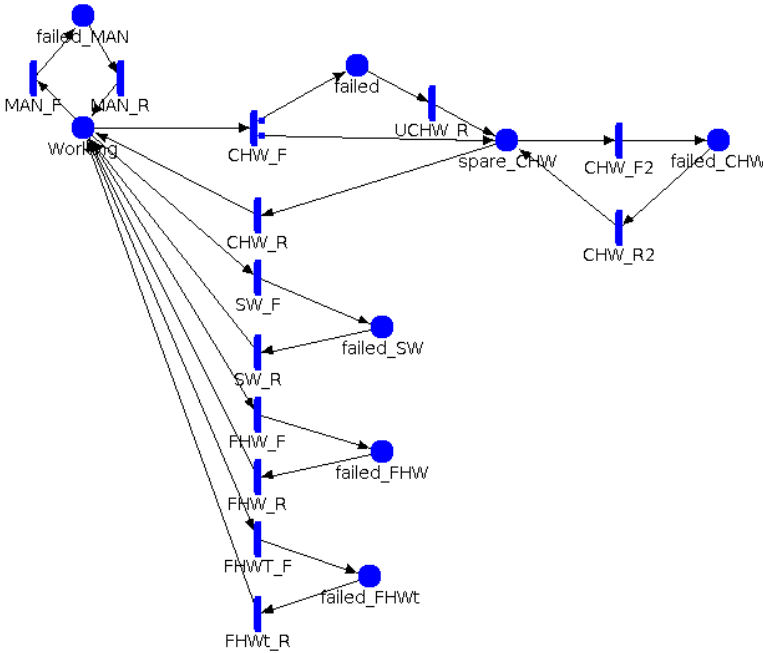 failed_MAN
MAN_F
MAN_R
Working
failed
UCHW_R
CHW_F
spare_CHW
CHW_F2
failed_CHW
CHW_R
CHW_R2
SW_F
failed_SW
SW_R
FHW_F
failed_FHW
FHW_R
FHWT_F
failed_FHWt
FHWt_R